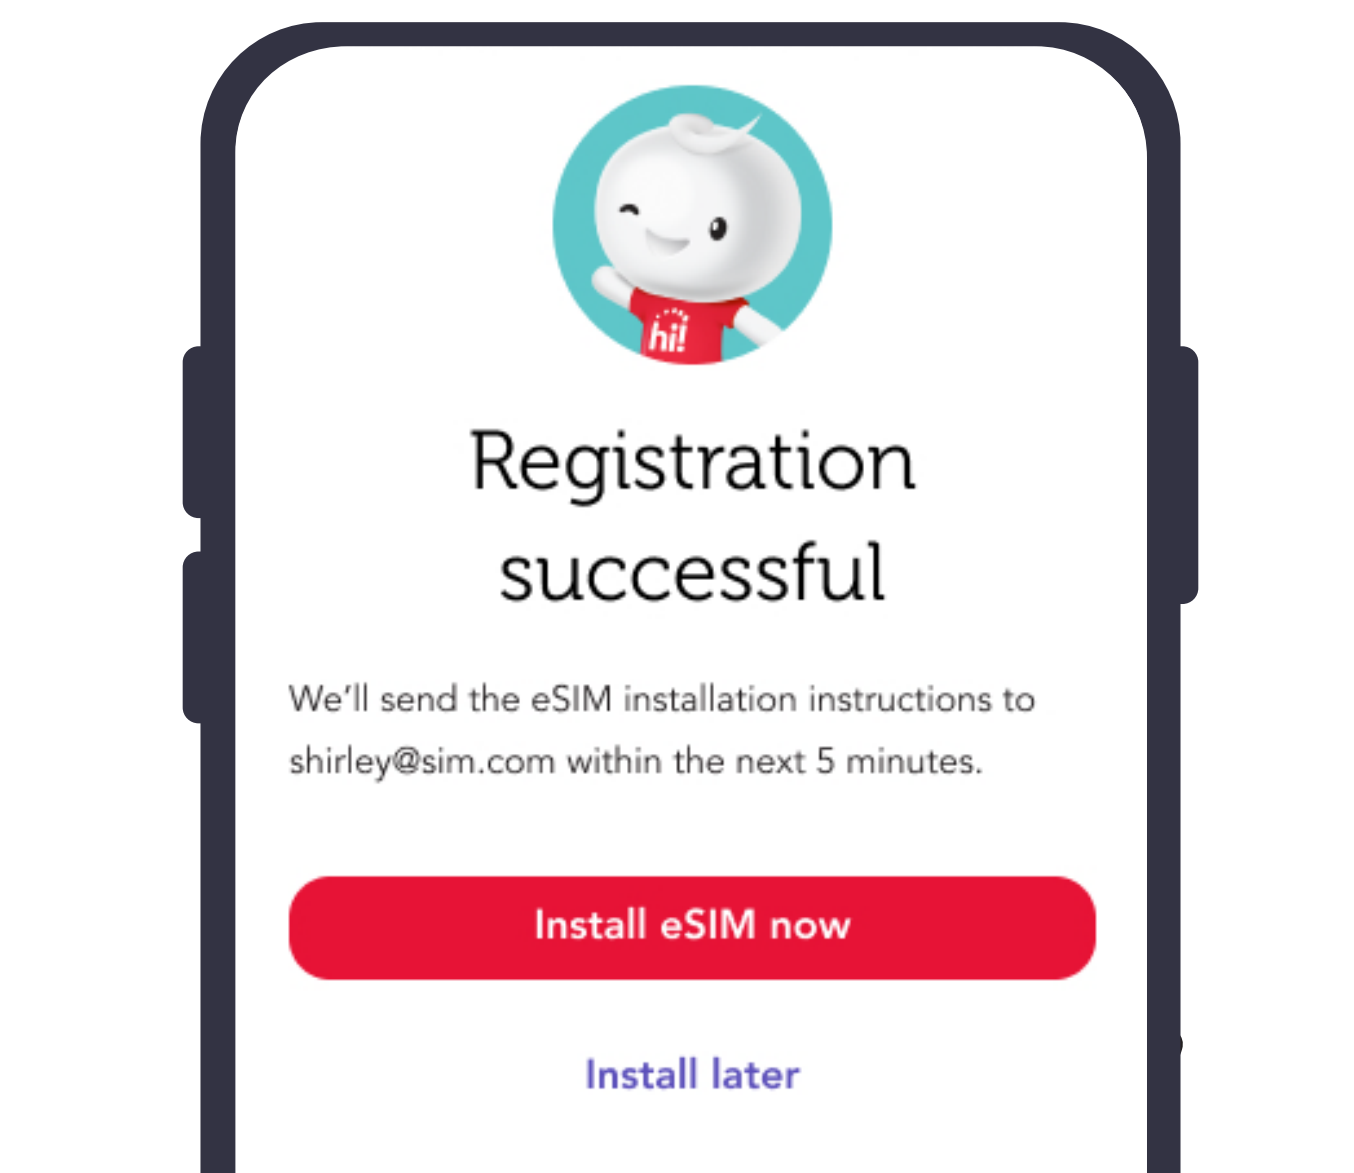 hi!
Registration
successful
We’ll send the eSIM installation instructions to
shirley@sim.com within the next 5 minutes.
Install eSIM now
Install later